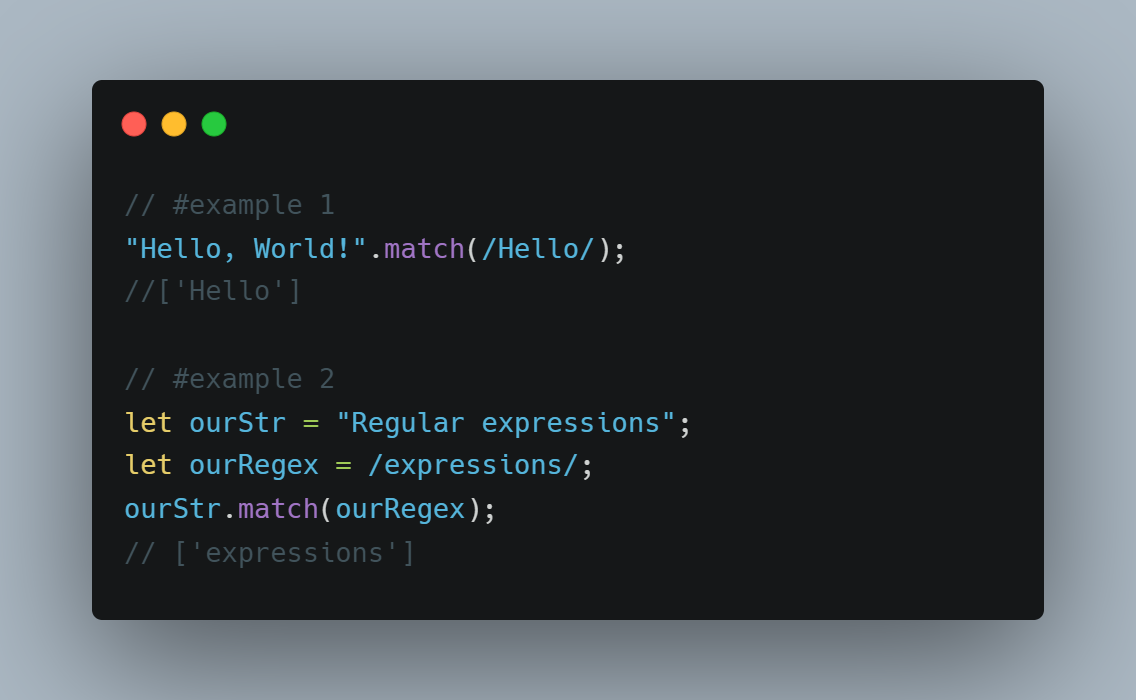 // #example 1
"Hello, World!".match(/Hello/);
//['Hello']
// #example 2
let ourStr = "Regular expressions";
let ourRegex = /expressions/;
ourStr.match(ourRegex);
// ['expressions']